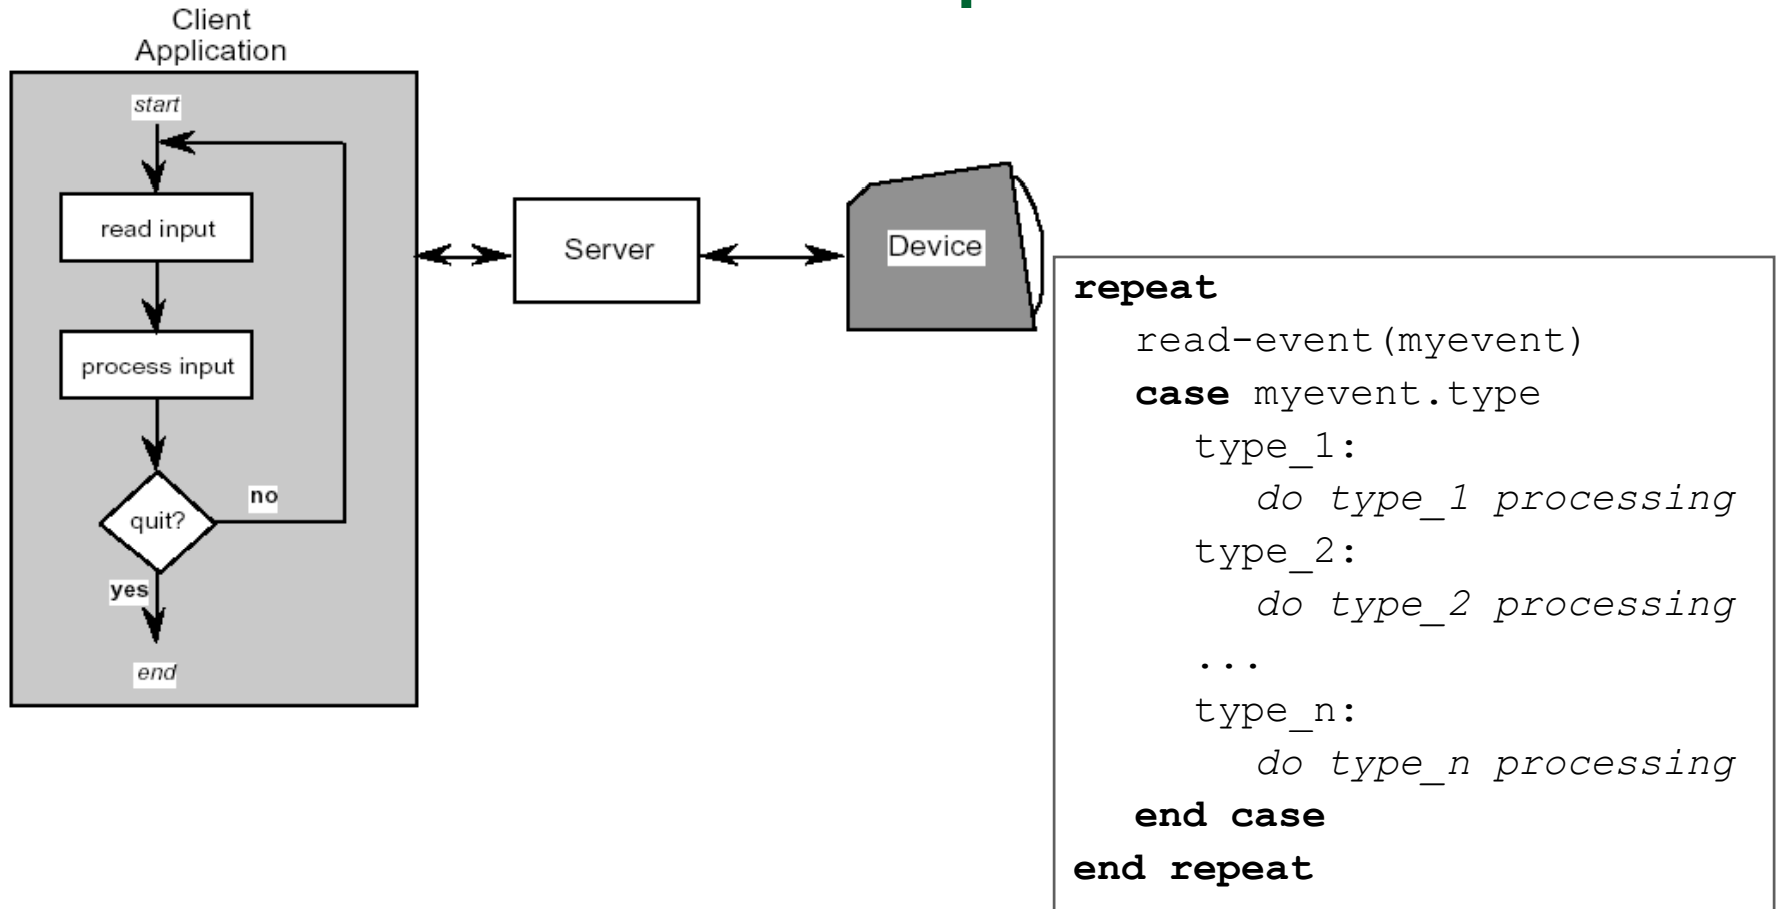 Client
Application
start
read input
process input
quit?
no
yes
end
Server
Device
repeat
read-event(myevent)
case myevent.type
type_1:
do type_1 processing
type_2:
do type_2 processing
...
type_n:
do type_n processing
end case
end repeat